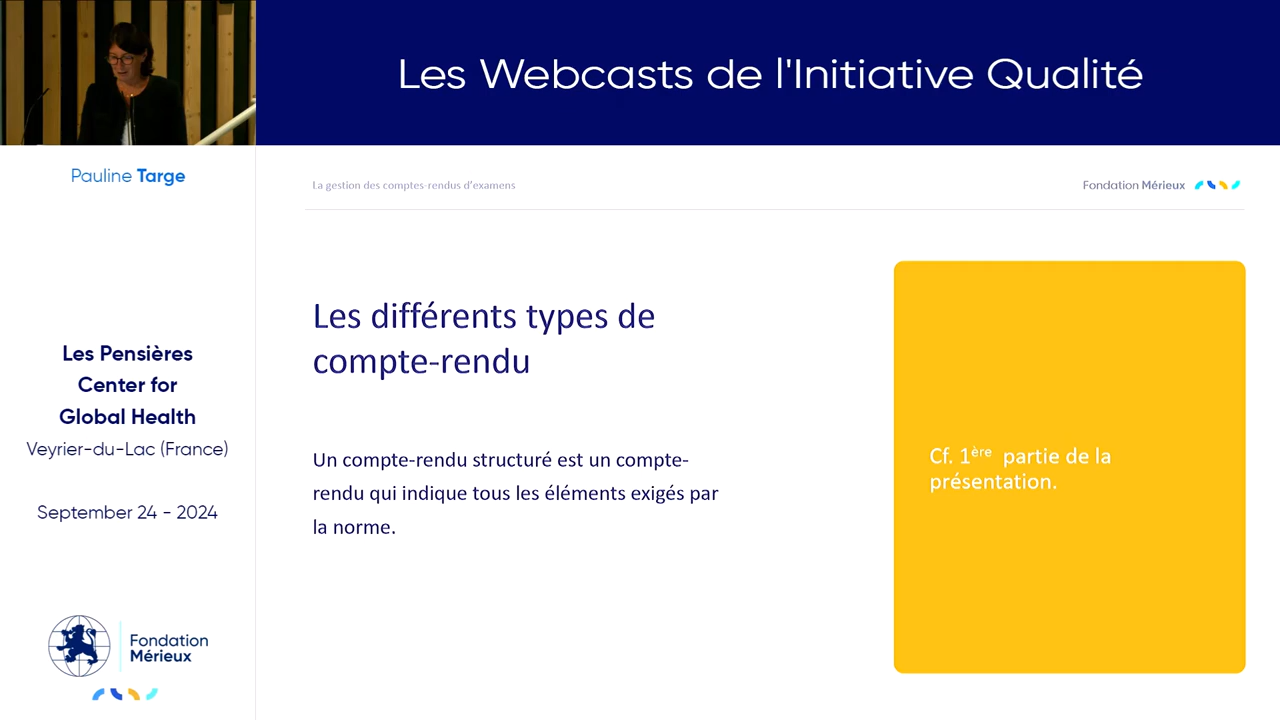 Les Webcasts de l'Initiative Qualité
Pauline Targe
La gestion des comptes-rendus d'examens
Fondation Mérieux
Les différents types de
compte-rendu
Un compte-rendu structuré est un compte-
rendu qui indique tous les éléments exigés par
la norme.
Cf. 1ère partie de la
présentation.
Les Pensières
Center for
Global Health
Veyrier-du-Lac (France)
September 24 - 2024
Fondation
Mérieux